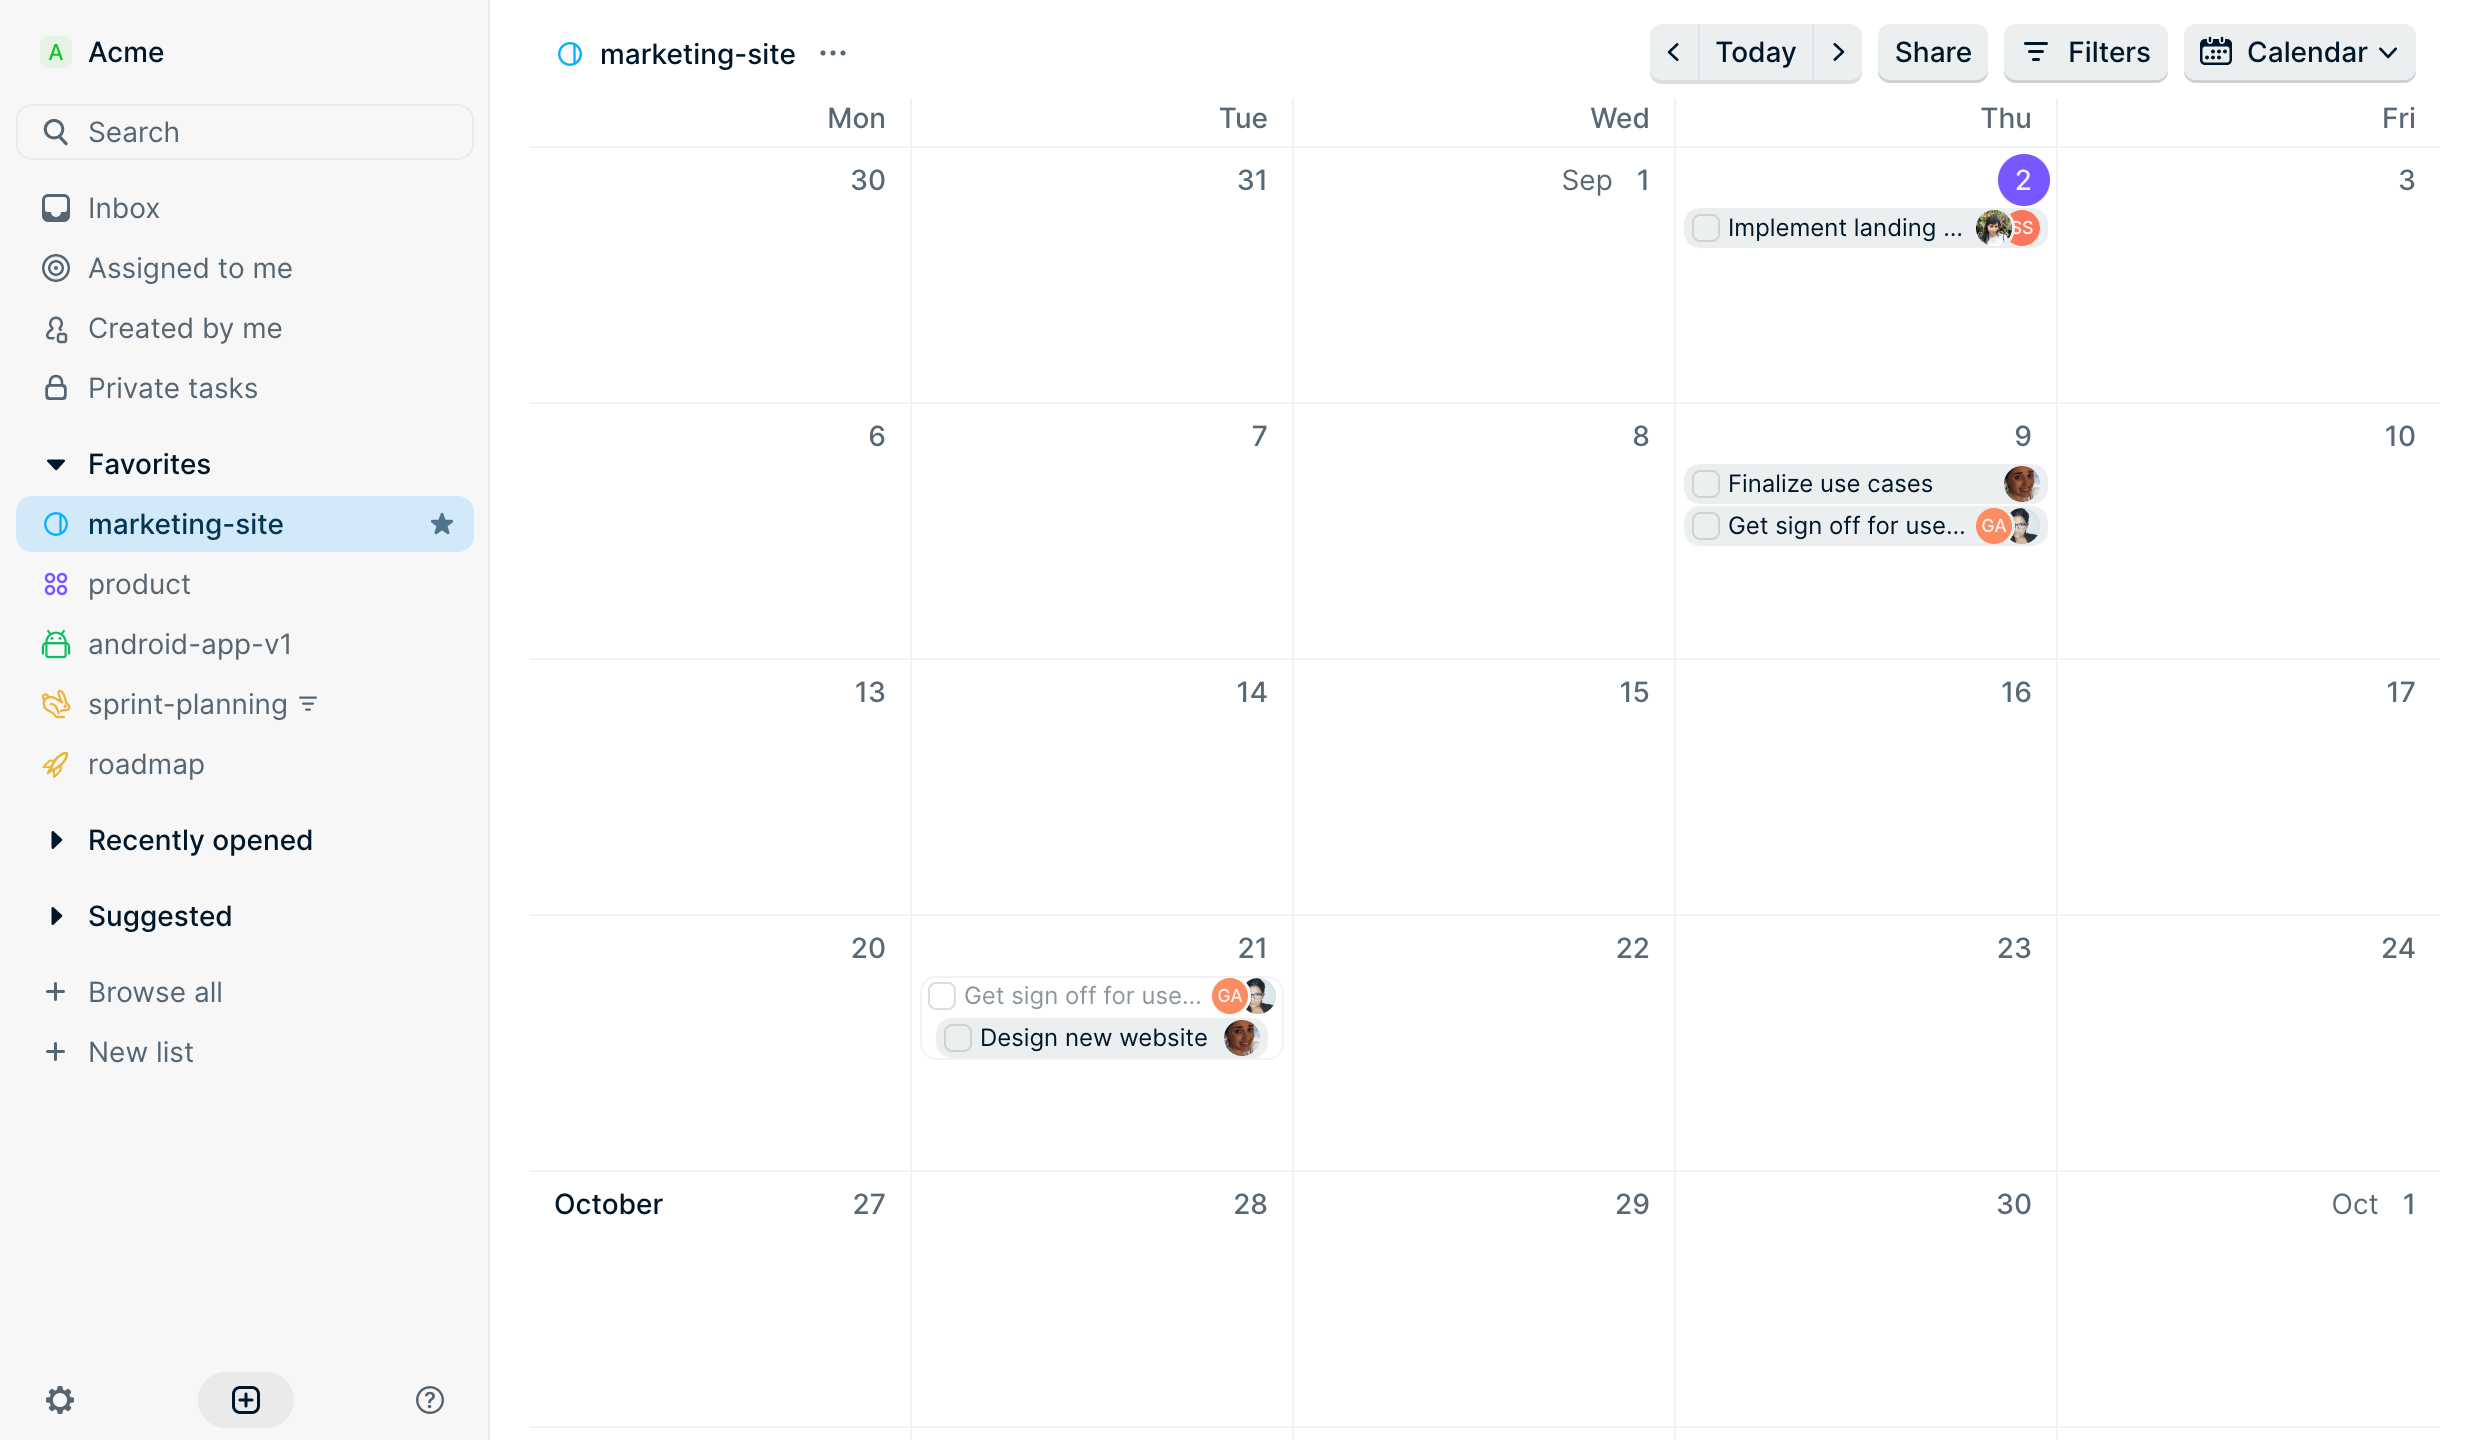 A Acme
Search
Inbox
Assigned to me
Created by me
Private tasks
Favorites
marketing-site
product
android-app-v1
sprint-planning
roadmap
Recently opened
Suggested
+ Browse all
+ New list
marketing-site ...
< Today > Share Filters Calendar
Mon Tue Wed Thu Fri
30 31 Sep 1 2 3
Implement landing ... SS
6 7 8 9 10
Finalize use cases
Get sign off for use... GA
13 14 15 16 17
20 21 22 23 24
Get sign off for use... GA
Design new website
October 27 28 29 30 Oct 1